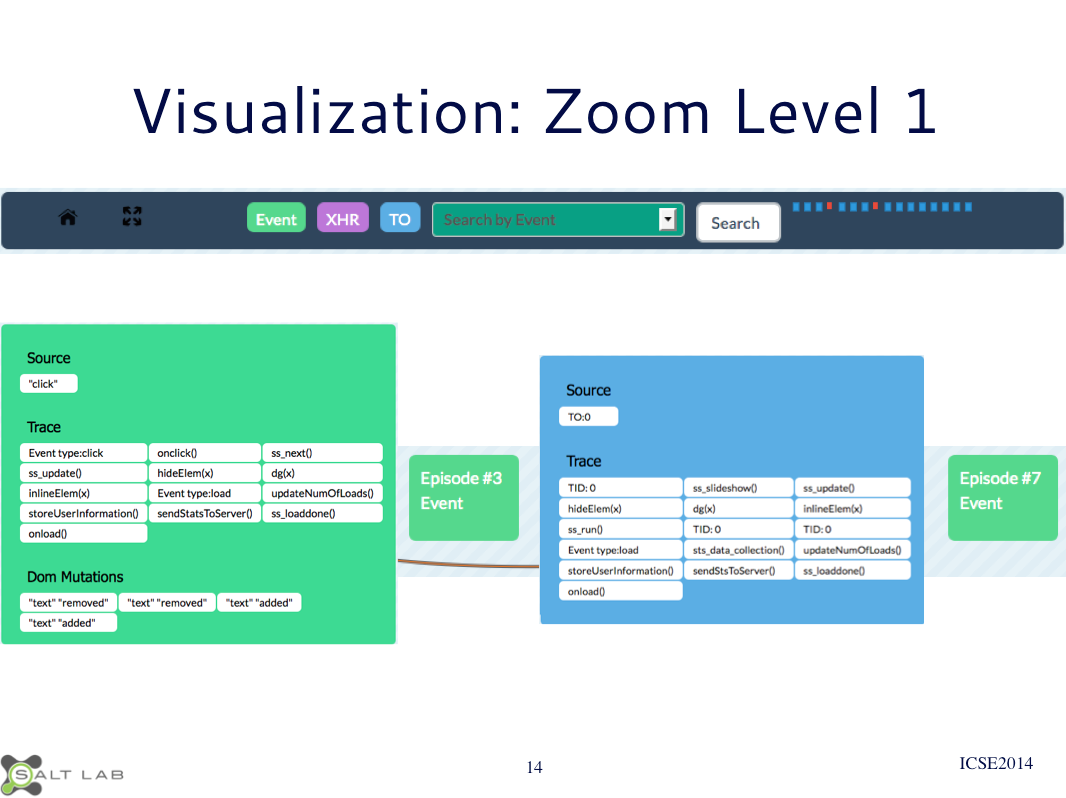 Visualization: Zoom Level 1
Event XHR TO Search by Event Search
Source
"click"
Trace
Event type:click onclick() ss_next()
ss_update() hideElem(x) dg(x)
inlineElem(x) Event type:load updateNumOfLoads()
storeUserInformation() sendStatsToServer() ss_loaddone()
onload()
Dom Mutations
"text" "removed" "text" "removed" "text" "added"
"text" "added"
Episode #3
Event
Source
TO:0
Trace
TID: 0 ss_slideshow() ss_update()
hideElem(x) dg(x) inlineElem(x)
ss_run() TID: 0 TID: 0
Event type:load sts_data_collection() updateNumOfLoads()
storeUserInformation() sendStsToServer() ss_loaddone()
onload()
Episode #7
Event
SALT LAB
14
ICSE2014